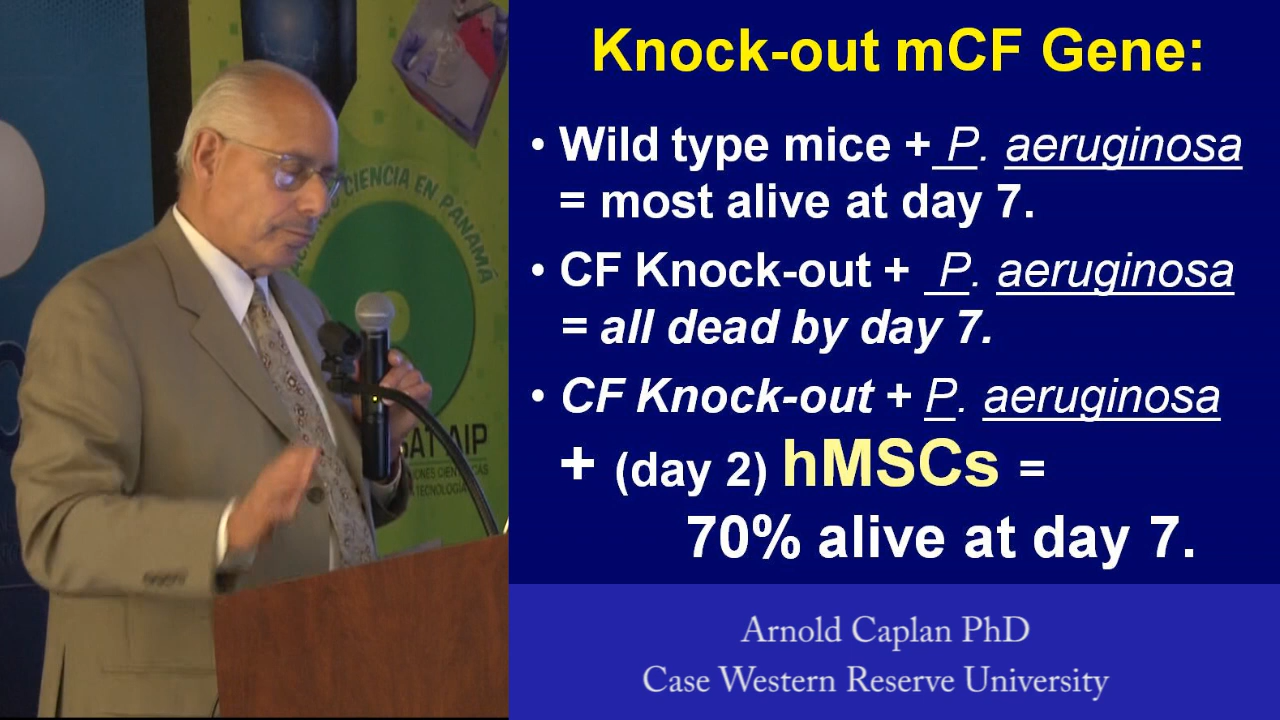 Knock-out mCF Gene:
• Wild type mice + P. aeruginosa
= most alive at day 7.
• CF Knock-out + P. aeruginosa
= all dead by day 7.
• CF Knock-out + P. aeruginosa
+ (day 2) hMSCs =
70% alive at day 7.
Arnold Caplan PhD
Case Western Reserve University
CIENCIA EN PANAMÁ
AT AIP